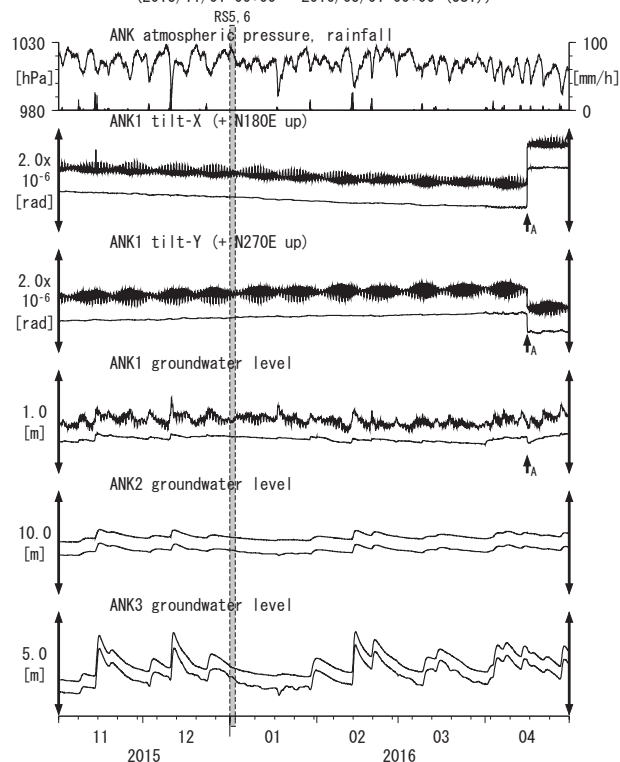 (2015/11/01 00:00 - 2016/05/01 00:00 (JST))
RS5,6
ANK atmospheric pressure, rainfall
1030
[hPa]
980
100
[mm/h]
0
ANK1 tilt-X (+:N180E up)
2.0x
10-6
[rad]
A
ANK1 tilt-Y (+:N270E up)
2.0x
10-6
[rad]
A
ANK1 groundwater level
1.0
[m]
A
ANK2 groundwater level
10.0
[m]
ANK3 groundwater level
5.0
[m]
11
12
01
02
03
04
2015
2016